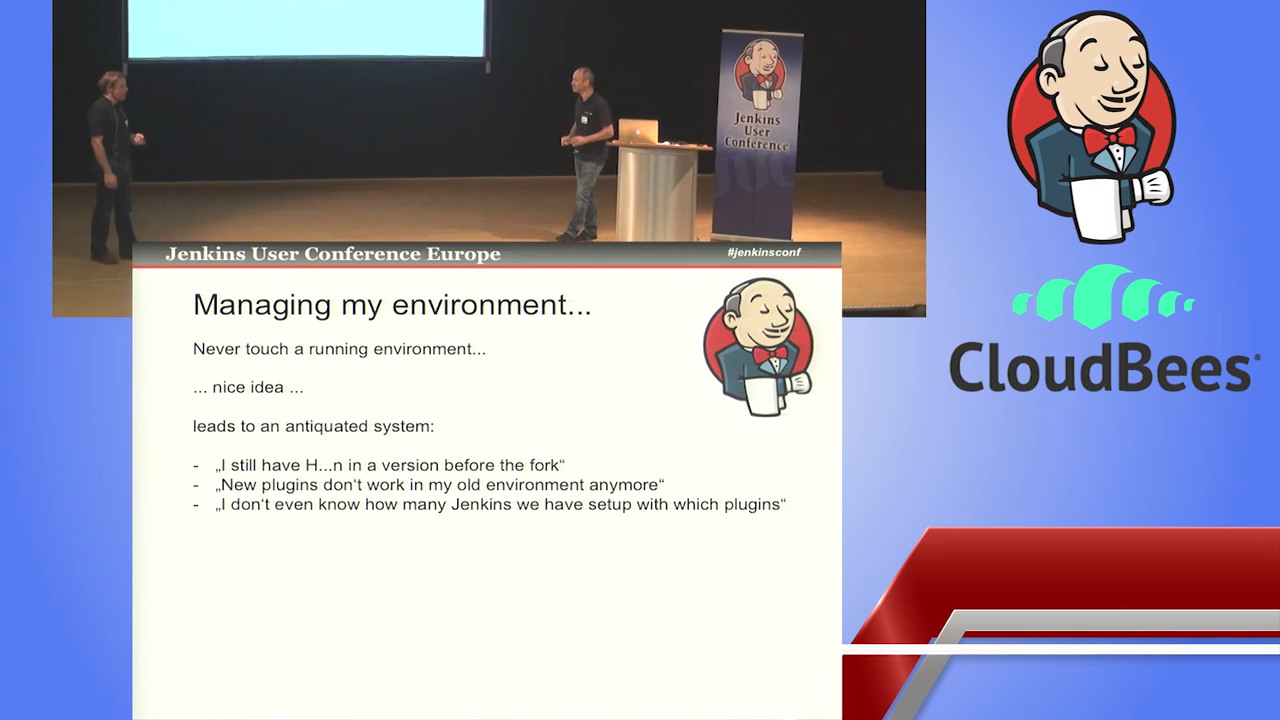 Jenkins
User
Conference
Jenkins User Conference Europe
#jenkinsconf
Managing my environment...
Never touch a running environment...
... nice idea ...
leads to an antiquated system:
- „I still have H...n in a version before the fork“
- „New plugins don‘t work in my old environment anymore“
- „I don‘t even know how many Jenkins we have setup with which plugins“
CloudBees®